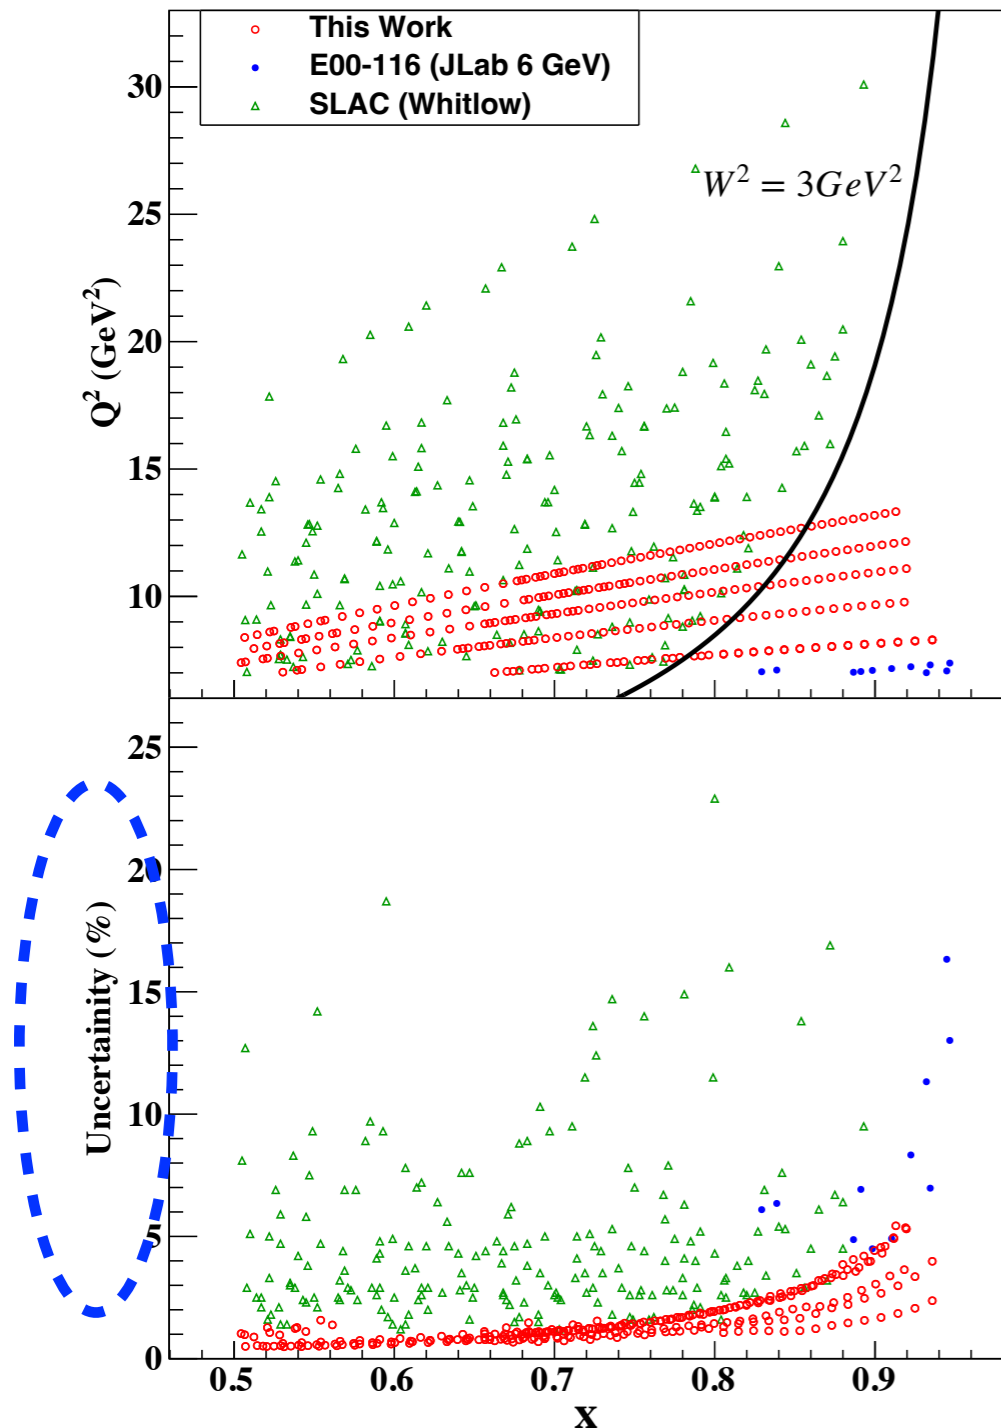 This Work
E00-116 (JLab 6 GeV)
SLAC (Whitlow)
W² = 3GeV²
Q² (GeV²)
30
25
20
15
10
Uncertainity (%)
25
20
15
10
5
0
0.5 0.6 0.7 0.8 0.9
x